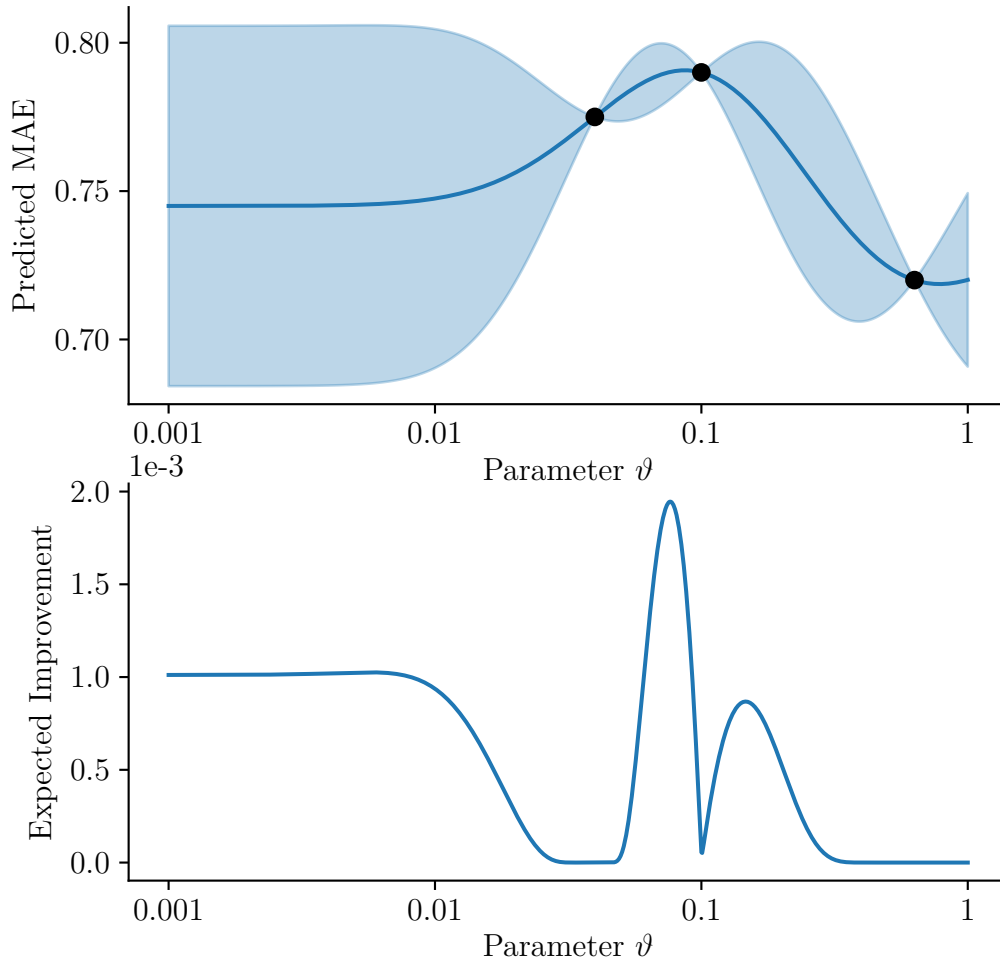 0.80
0.75
0.70
Predicted MAE
0.001 0.01 0.1 1
Parameter ϑ
1e-3
2.0
1.5
1.0
0.5
0.0
Expected Improvement
0.001 0.01 0.1 1
Parameter ϑ